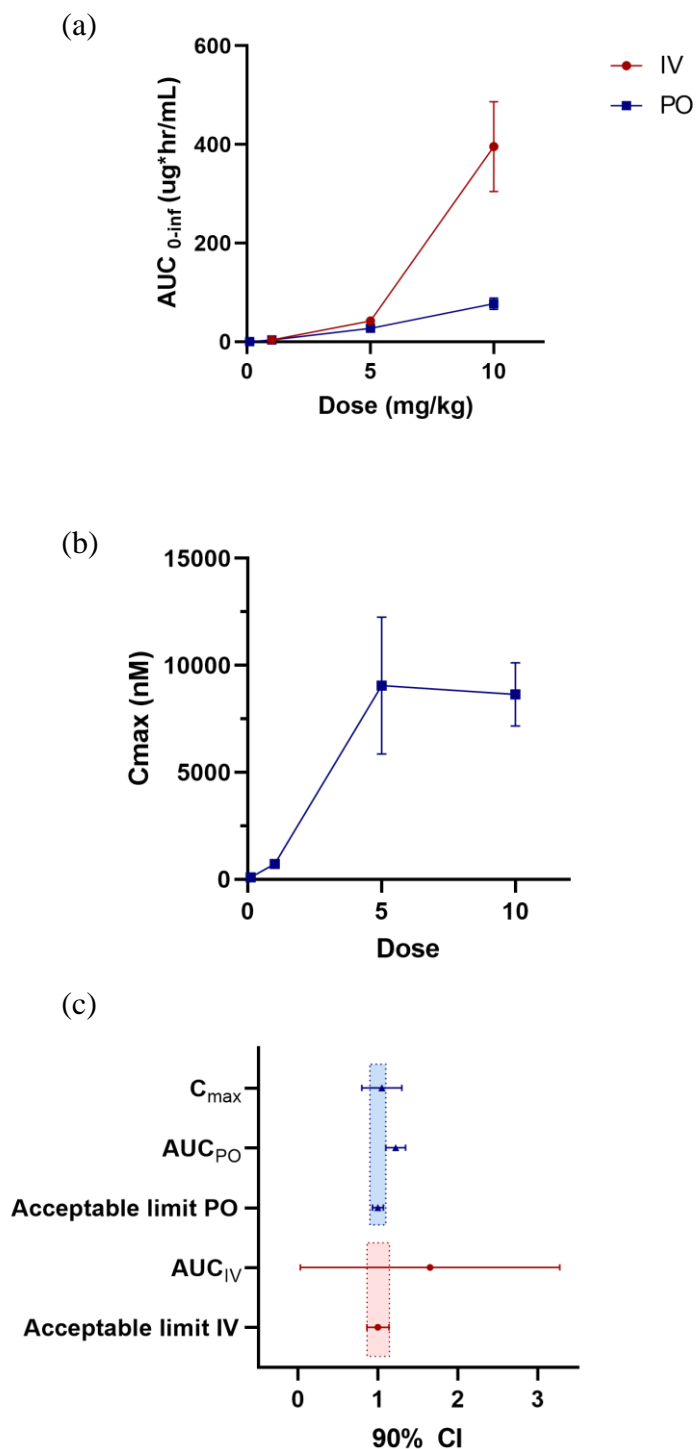 (a)
600
400
200
0
AUC 0-inf (ug*hr/mL)
0 5 10
Dose (mg/kg)
IV
PO
(b)
15000
10000
5000
0
Cmax (nM)
0 5 10
Dose
(c)
Cmax
AUCPO
Acceptable limit PO
AUCIV
Acceptable limit IV
0 1 2 3
90% CI